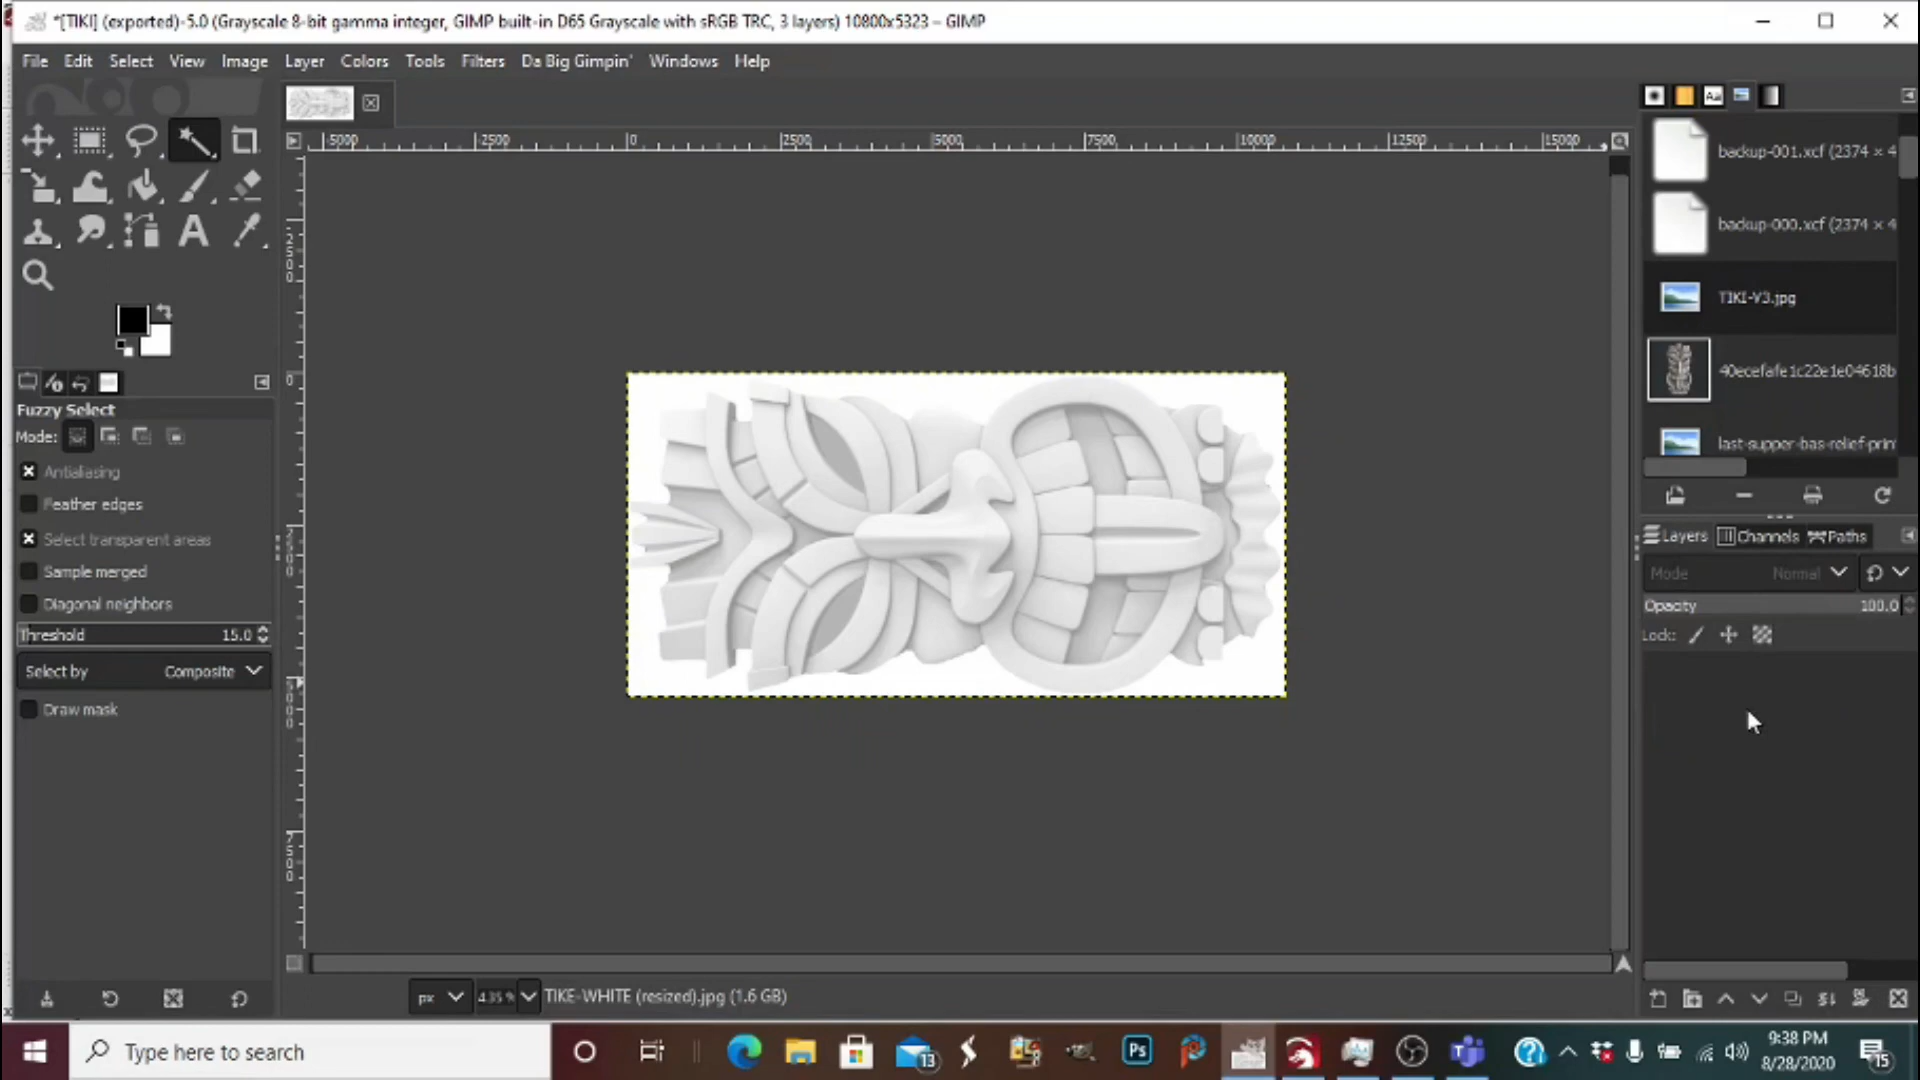 *[TIKI] (exported)-5.0 (Grayscale 8-bit gamma integer, GIMP built-in D65 Grayscale with sRGB TRC, 3 layers) 10800x5323 – GIMP
File Edit Select View Image Layer Colors Tools Filters Da Big Gimpin' Windows Help
-5000 -2500 0 2500 5000 7500 10000 12500 15000
backup-001.xcf (2374 × 4
backup-000.xcf (2374 × 4
TIKI-V3.jpg
40ecefafe1c22e1e04618b
last-supper-bas-relief-prin
Fuzzy Select
Mode:
Antialiasing
Feather edges
Select transparent areas
Sample merged
Diagonal neighbors
Threshold 15.0
Select by Composite
Draw mask
Layers Channels Paths
Mode Normal
Opacity 100.0
Lock:
px 4.35 % TIKE-WHITE (resized).jpg (1.6 GB)
Type here to search
13
Ps
9:38 PM
8/28/2020
15